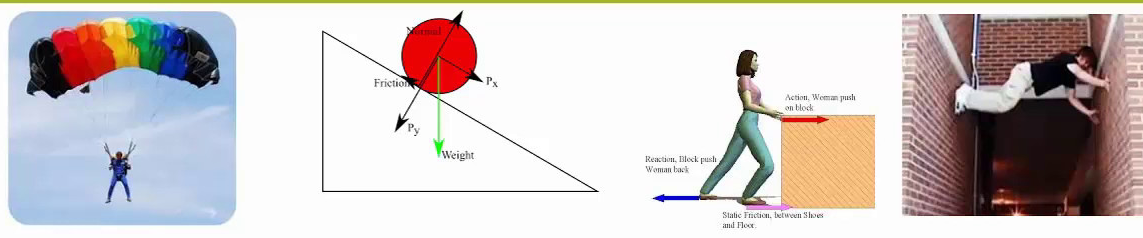 Normal
Friction
Px
Py
Weight
Action, Woman push
on block
Reaction, Block push
Woman back
Static Friction, between Shoes
and Floor.